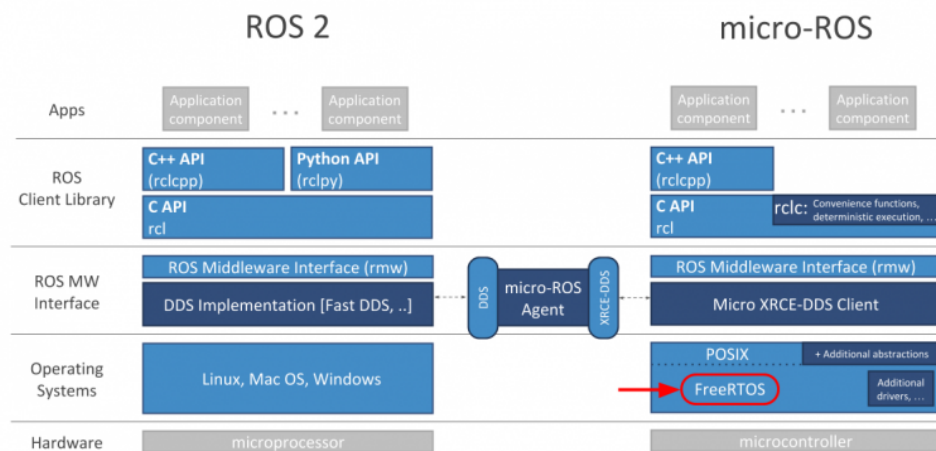 ROS 2
micro-ROS
Apps
Application
component
...
Application
component
Application
component
...
Application
component
ROS
Client Library
C++ API
(rclcpp)
Python API
(rclpy)
C API
rcl
C++ API
(rclcpp)
C API
rcl
rclc: Convenience functions,
deterministic execution, ...
ROS MW
Interface
ROS Middleware Interface (rmw)
DDS Implementation [Fast DDS, ..]
DDS
micro-ROS
Agent
XRCE-DDS
ROS Middleware Interface (rmw)
Micro XRCE-DDS Client
Operating
Systems
Linux, Mac OS, Windows
POSIX
+ Additional abstractions
FreeRTOS
Additional
drivers, ...
Hardware
microprocessor
microcontroller